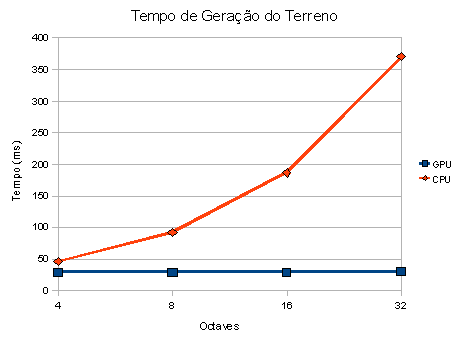 Tempo de Geração do Terreno
400
350
300
250
200
150
100
50
0
Tempo (ms)
4 8 16 32
Octaves
GPU
CPU